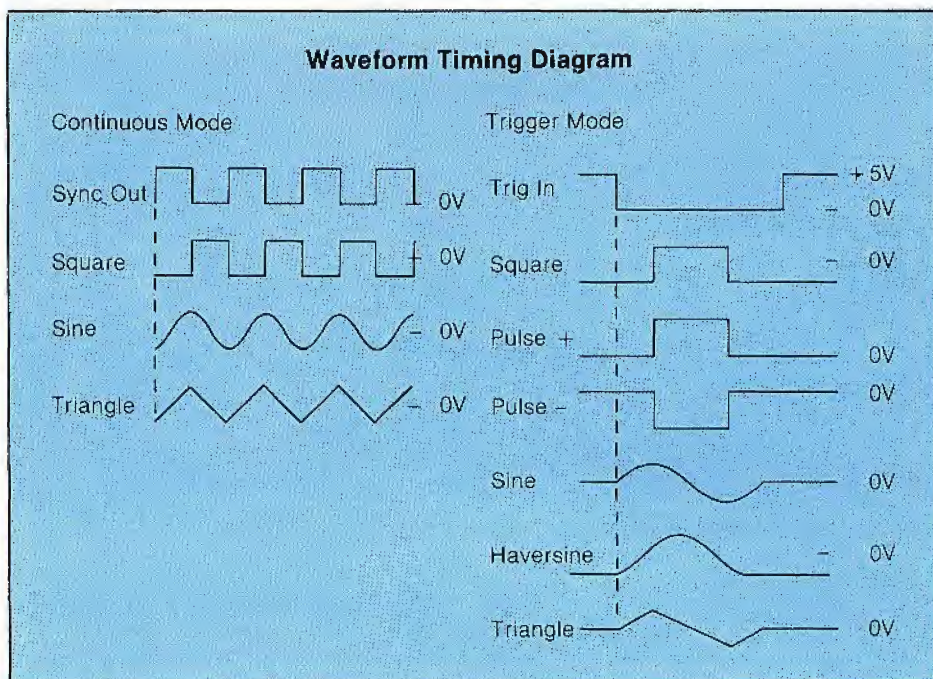 Waveform Timing Diagram
Continuous Mode
Sync Out
0V
Square
0V
Sine
0V
Triangle
0V
Trigger Mode
Trig In
+ 5V
0V
Square
0V
Pulse +
0V
Pulse -
0V
Sine
0V
Haversine
0V
Triangle
0V